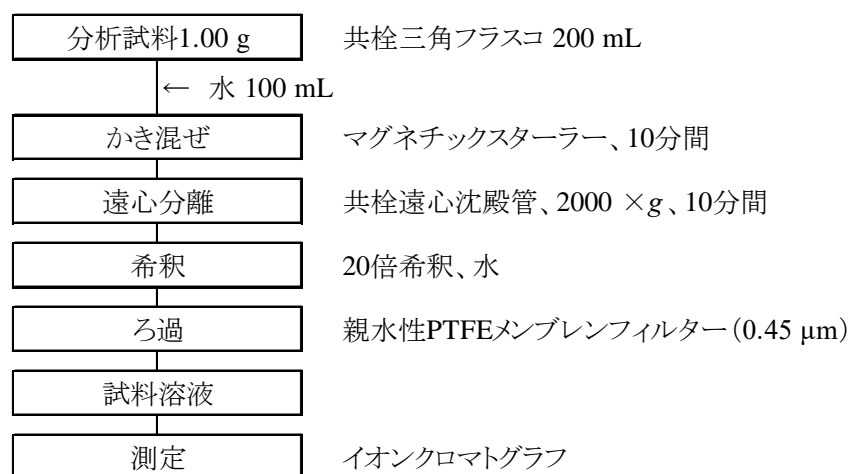 分析試料1.00 g 共栓三角フラスコ 200 mL
← 水 100 mL
かき混ぜ マグネチックスターラー、10分間
遠心分離 共栓遠心沈殿管、2000 ×g、10分間
希釈 20倍希釈、水
ろ過 親水性PTFEメンブレンフィルター（0.45 µm）
試料溶液
測定 イオンクロマトグラフ